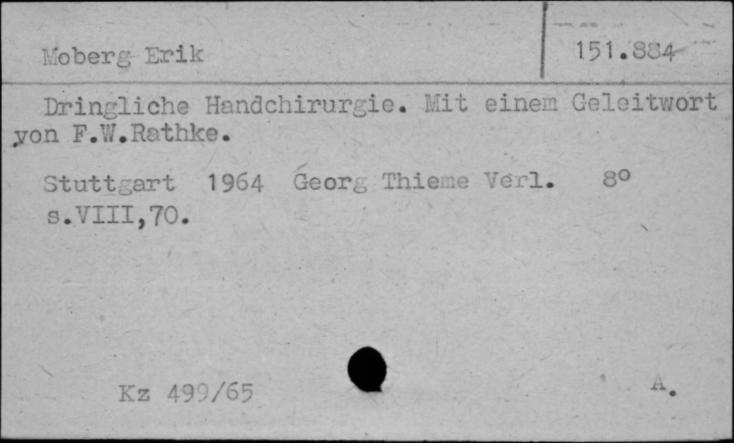 Moberg Erik
151.884
Dringliche Handchirurgie. Mit einem Geleitwort
von F.W.Rathke.
Stuttgart 1964 Georg Thieme Verl. 8°
s.VIII,70.
Kz 499/65
A.